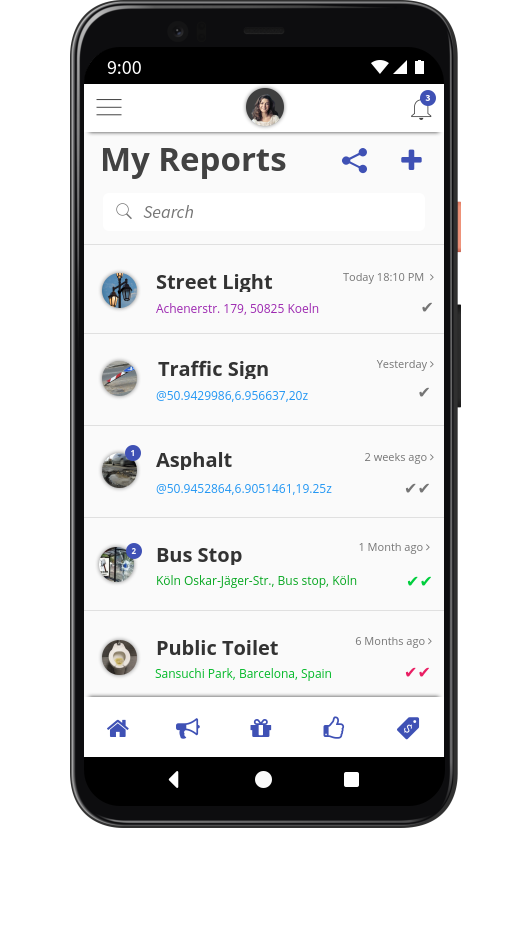 9:00
3
My Reports
Search
Street Light
Today 18:10 PM
Achenerstr. 179, 50825 Koeln
Traffic Sign
Yesterday
@50.9429986,6.956637,20z
1
Asphalt
2 weeks ago
@50.9452864,6.9051461,19.25z
2
Bus Stop
1 Month ago
Köln Oskar-Jäger-Str., Bus stop, Köln
Public Toilet
6 Months ago
Sansuchi Park, Barcelona, Spain
$